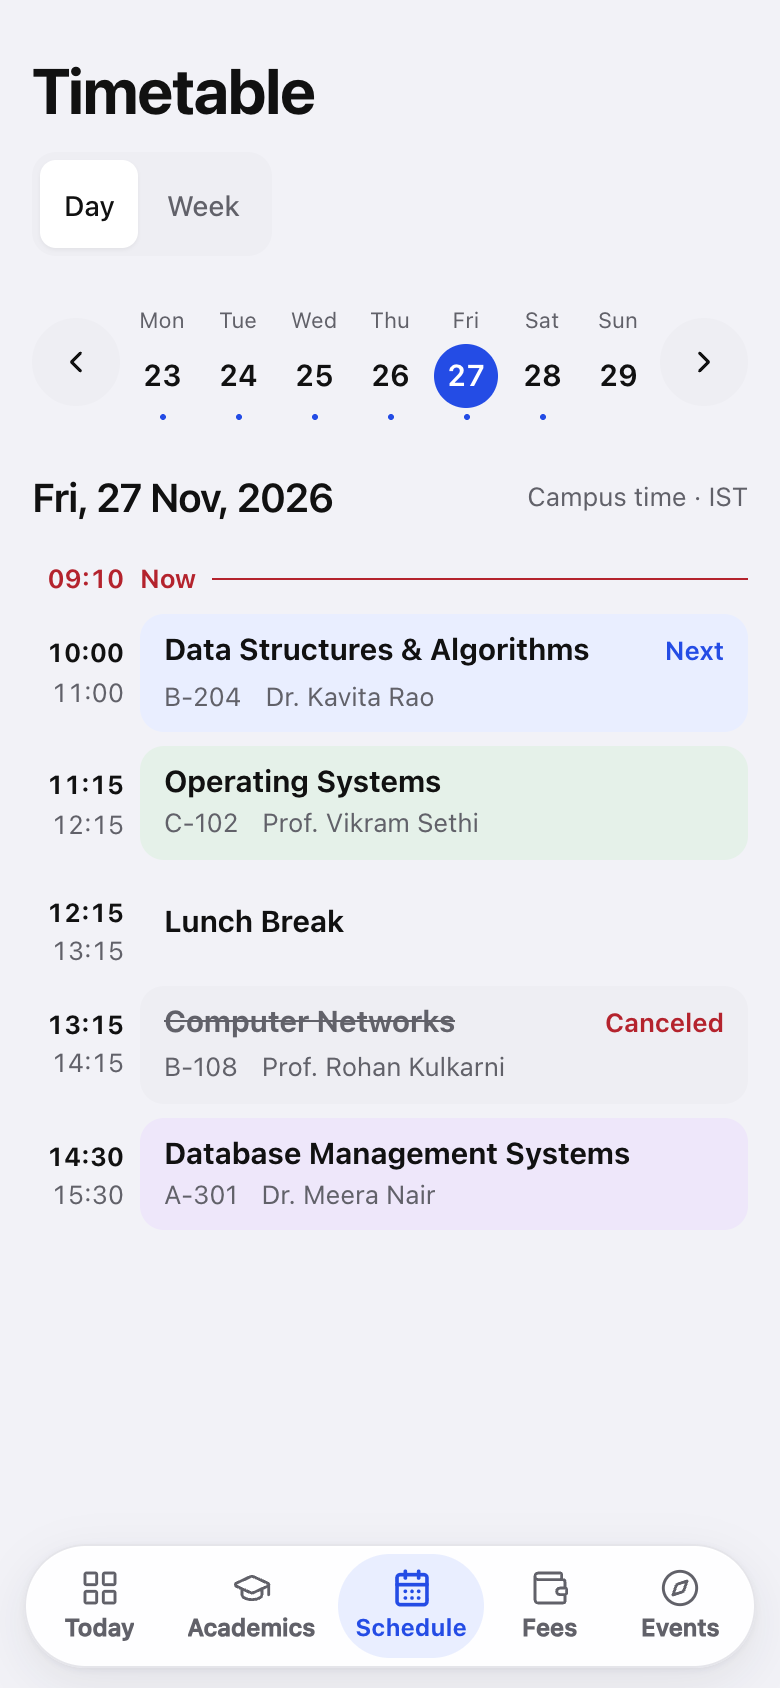 Timetable
Day Week
Mon Tue Wed Thu Fri Sat Sun
23 24 25 26 27 28 29
Fri, 27 Nov, 2026 Campus time · IST
09:10 Now
10:00 Data Structures & Algorithms Next
11:00 B-204 Dr. Kavita Rao
11:15 Operating Systems
12:15 C-102 Prof. Vikram Sethi
12:15 Lunch Break
13:15
13:15 Computer Networks Canceled
14:15 B-108 Prof. Rohan Kulkarni
14:30 Database Management Systems
15:30 A-301 Dr. Meera Nair
Today Academics Schedule Fees Events